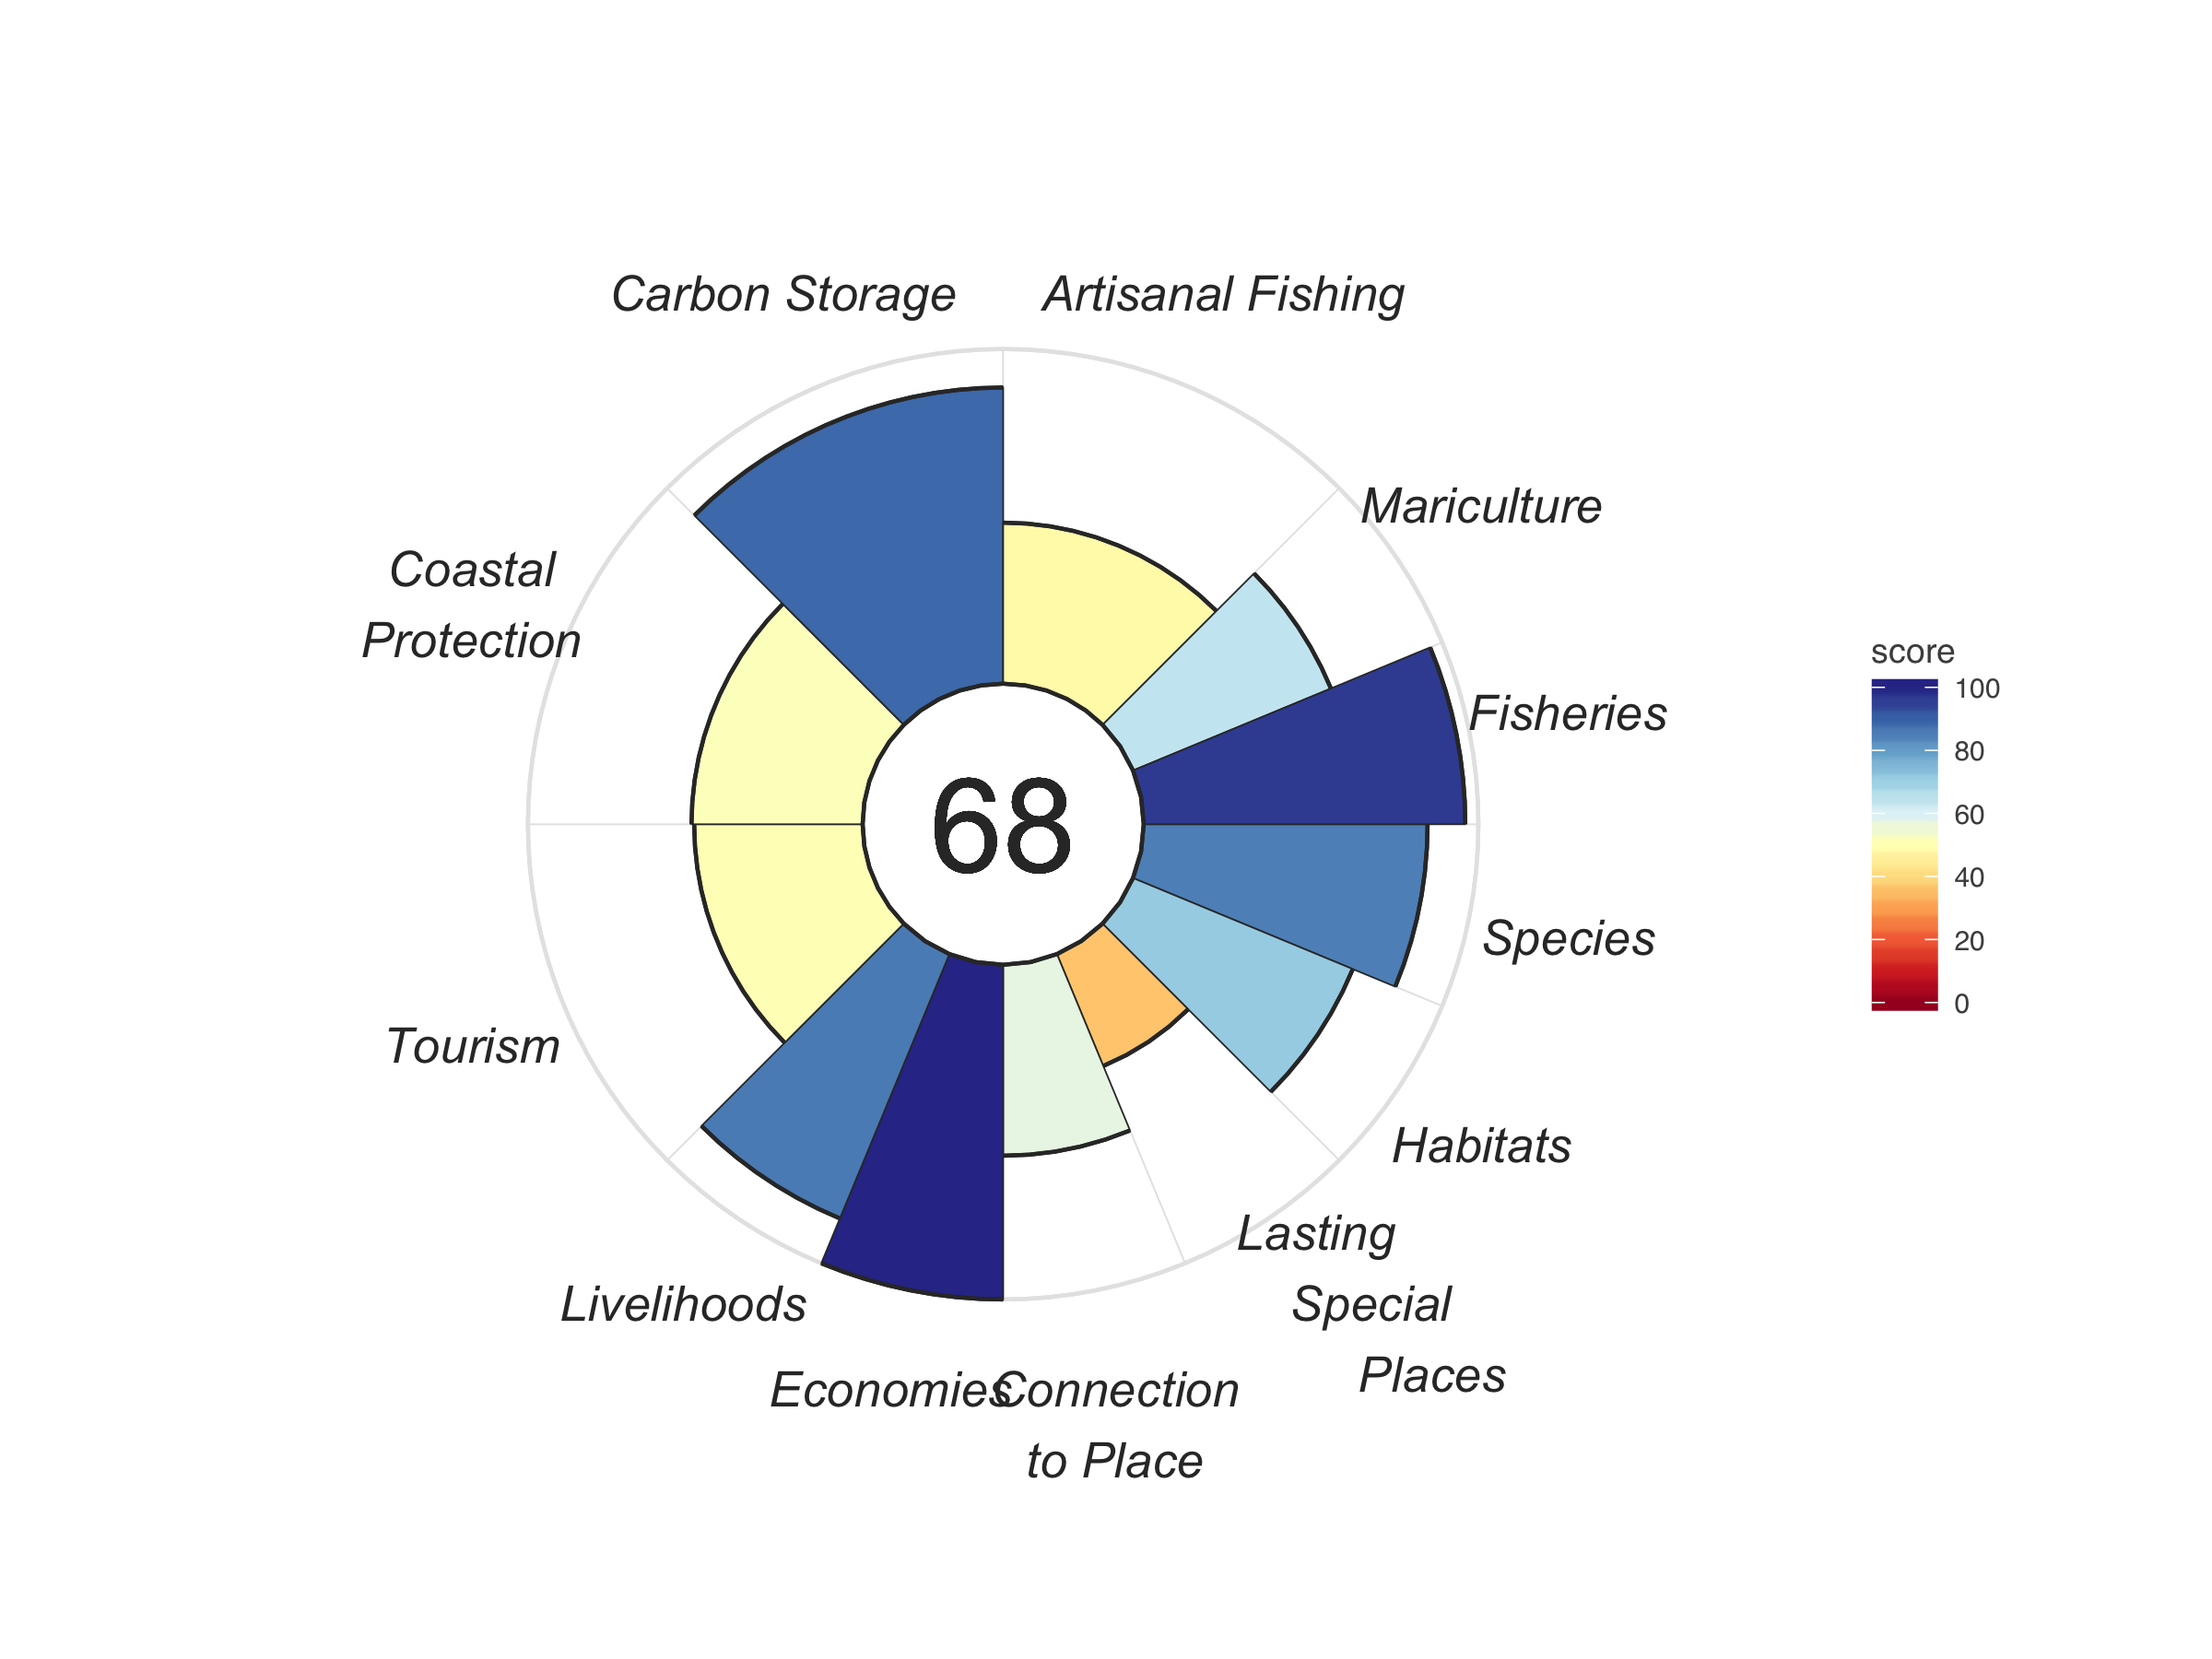 Carbon Storage
Artisanal Fishing
Mariculture
Coastal
Protection
score
100
Fisheries
80
68
60
40
Species
20
0
Tourism
Habitats
Lasting
Special
Places
Livelihoods
Economies
Connection
to Place